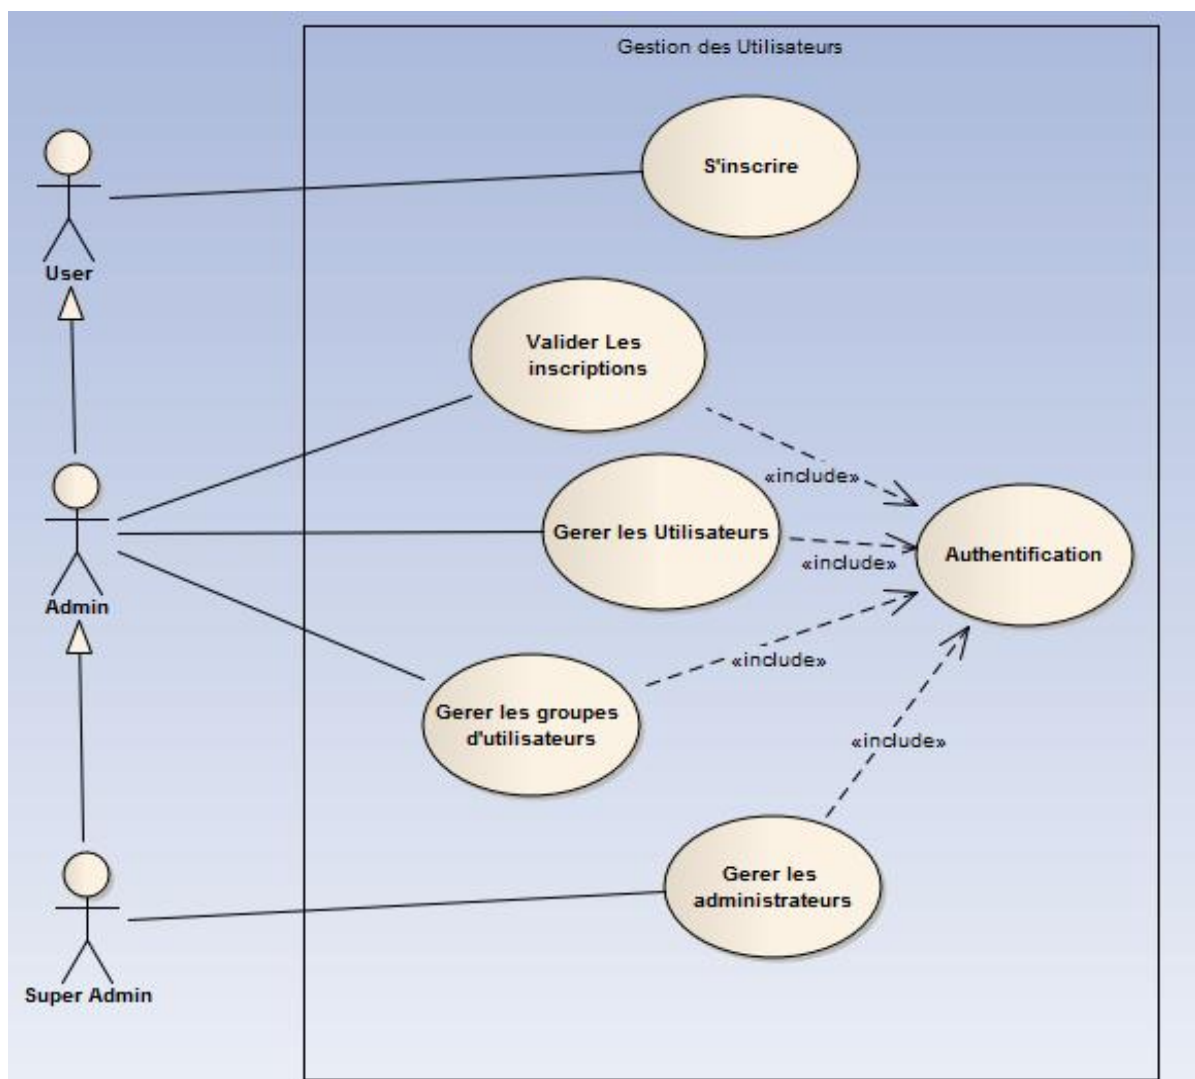 Gestion des Utilisateurs
S'inscrire
User
Valider Les
inscriptions
«include»
Gerer les Utilisateurs
Authentification
«include»
Admin
«include»
Gerer les groupes
d'utilisateurs
«include»
Gerer les
administrateurs
Super Admin